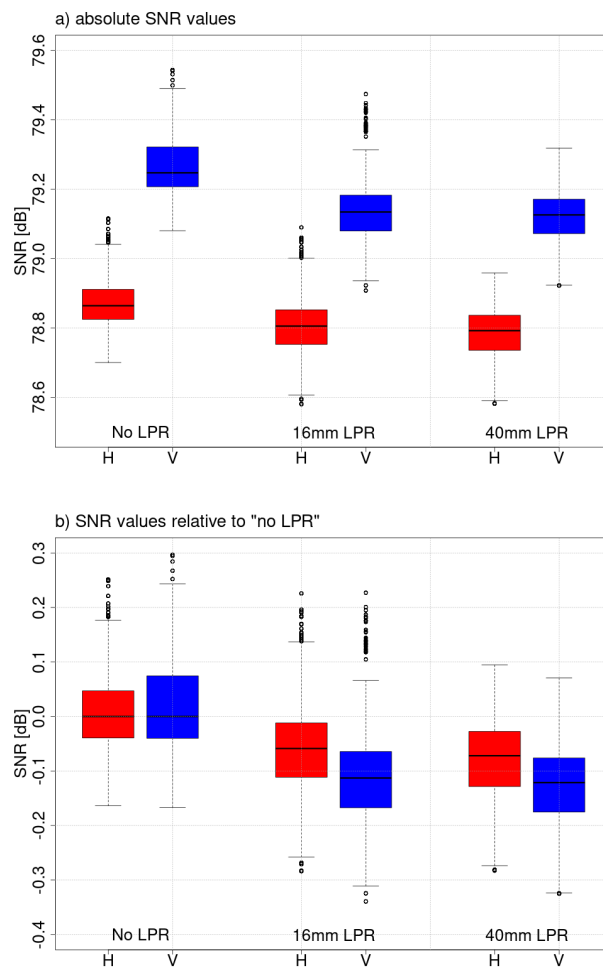 a) absolute SNR values
79.6
79.4
79.2
79.0
78.8
78.6
SNR [dB]
No LPR
16mm LPR
40mm LPR
H V H V H V
b) SNR values relative to "no LPR"
0.3
0.2
0.1
0.0
-0.1
-0.2
-0.3
-0.4
SNR [dB]
No LPR
16mm LPR
40mm LPR
H V H V H V